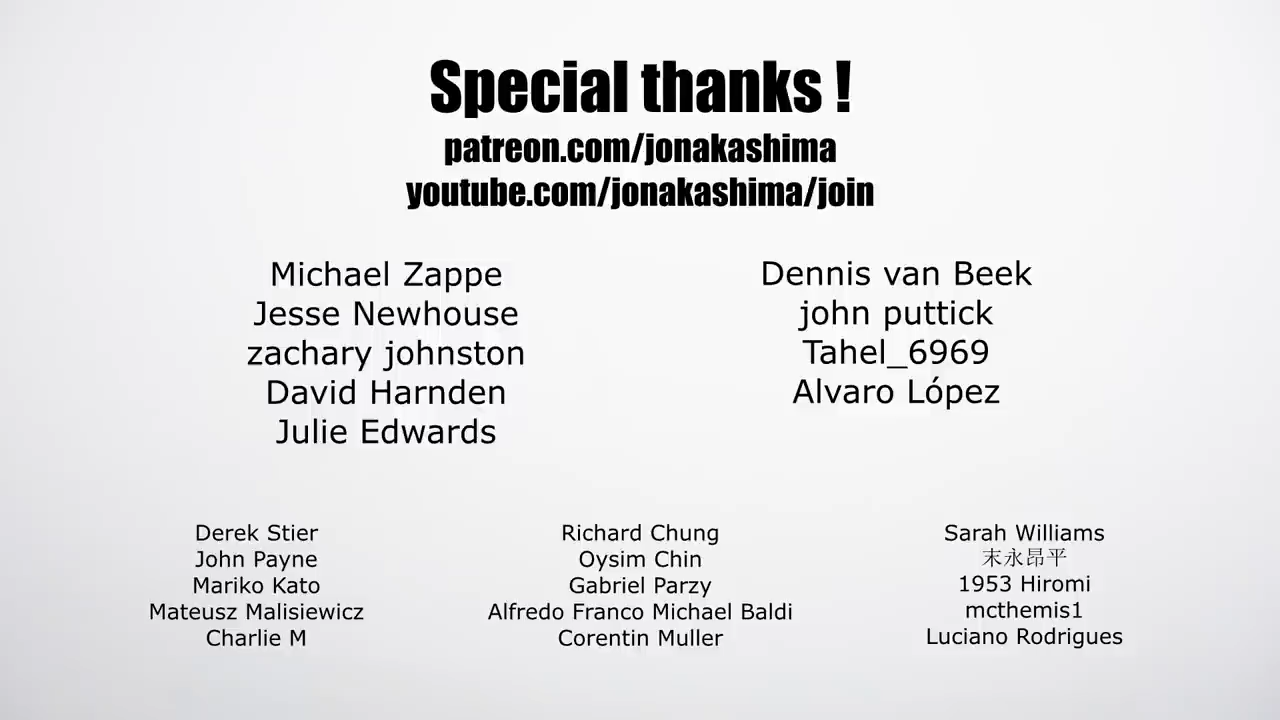 Special thanks !
patreon.com/jonakashima
youtube.com/jonakashima/join
Michael Zappe
Jesse Newhouse
zachary johnston
David Harnden
Julie Edwards
Dennis van Beek
john puttick
Tahel_6969
Alvaro López
Derek Stier
John Payne
Mariko Kato
Mateusz Malisiewicz
Charlie M
Richard Chung
Oysim Chin
Gabriel Parzy
Alfredo Franco Michael Baldi
Corentin Muller
Sarah Williams
末永昂平
1953 Hiromi
mcthemis1
Luciano Rodrigues